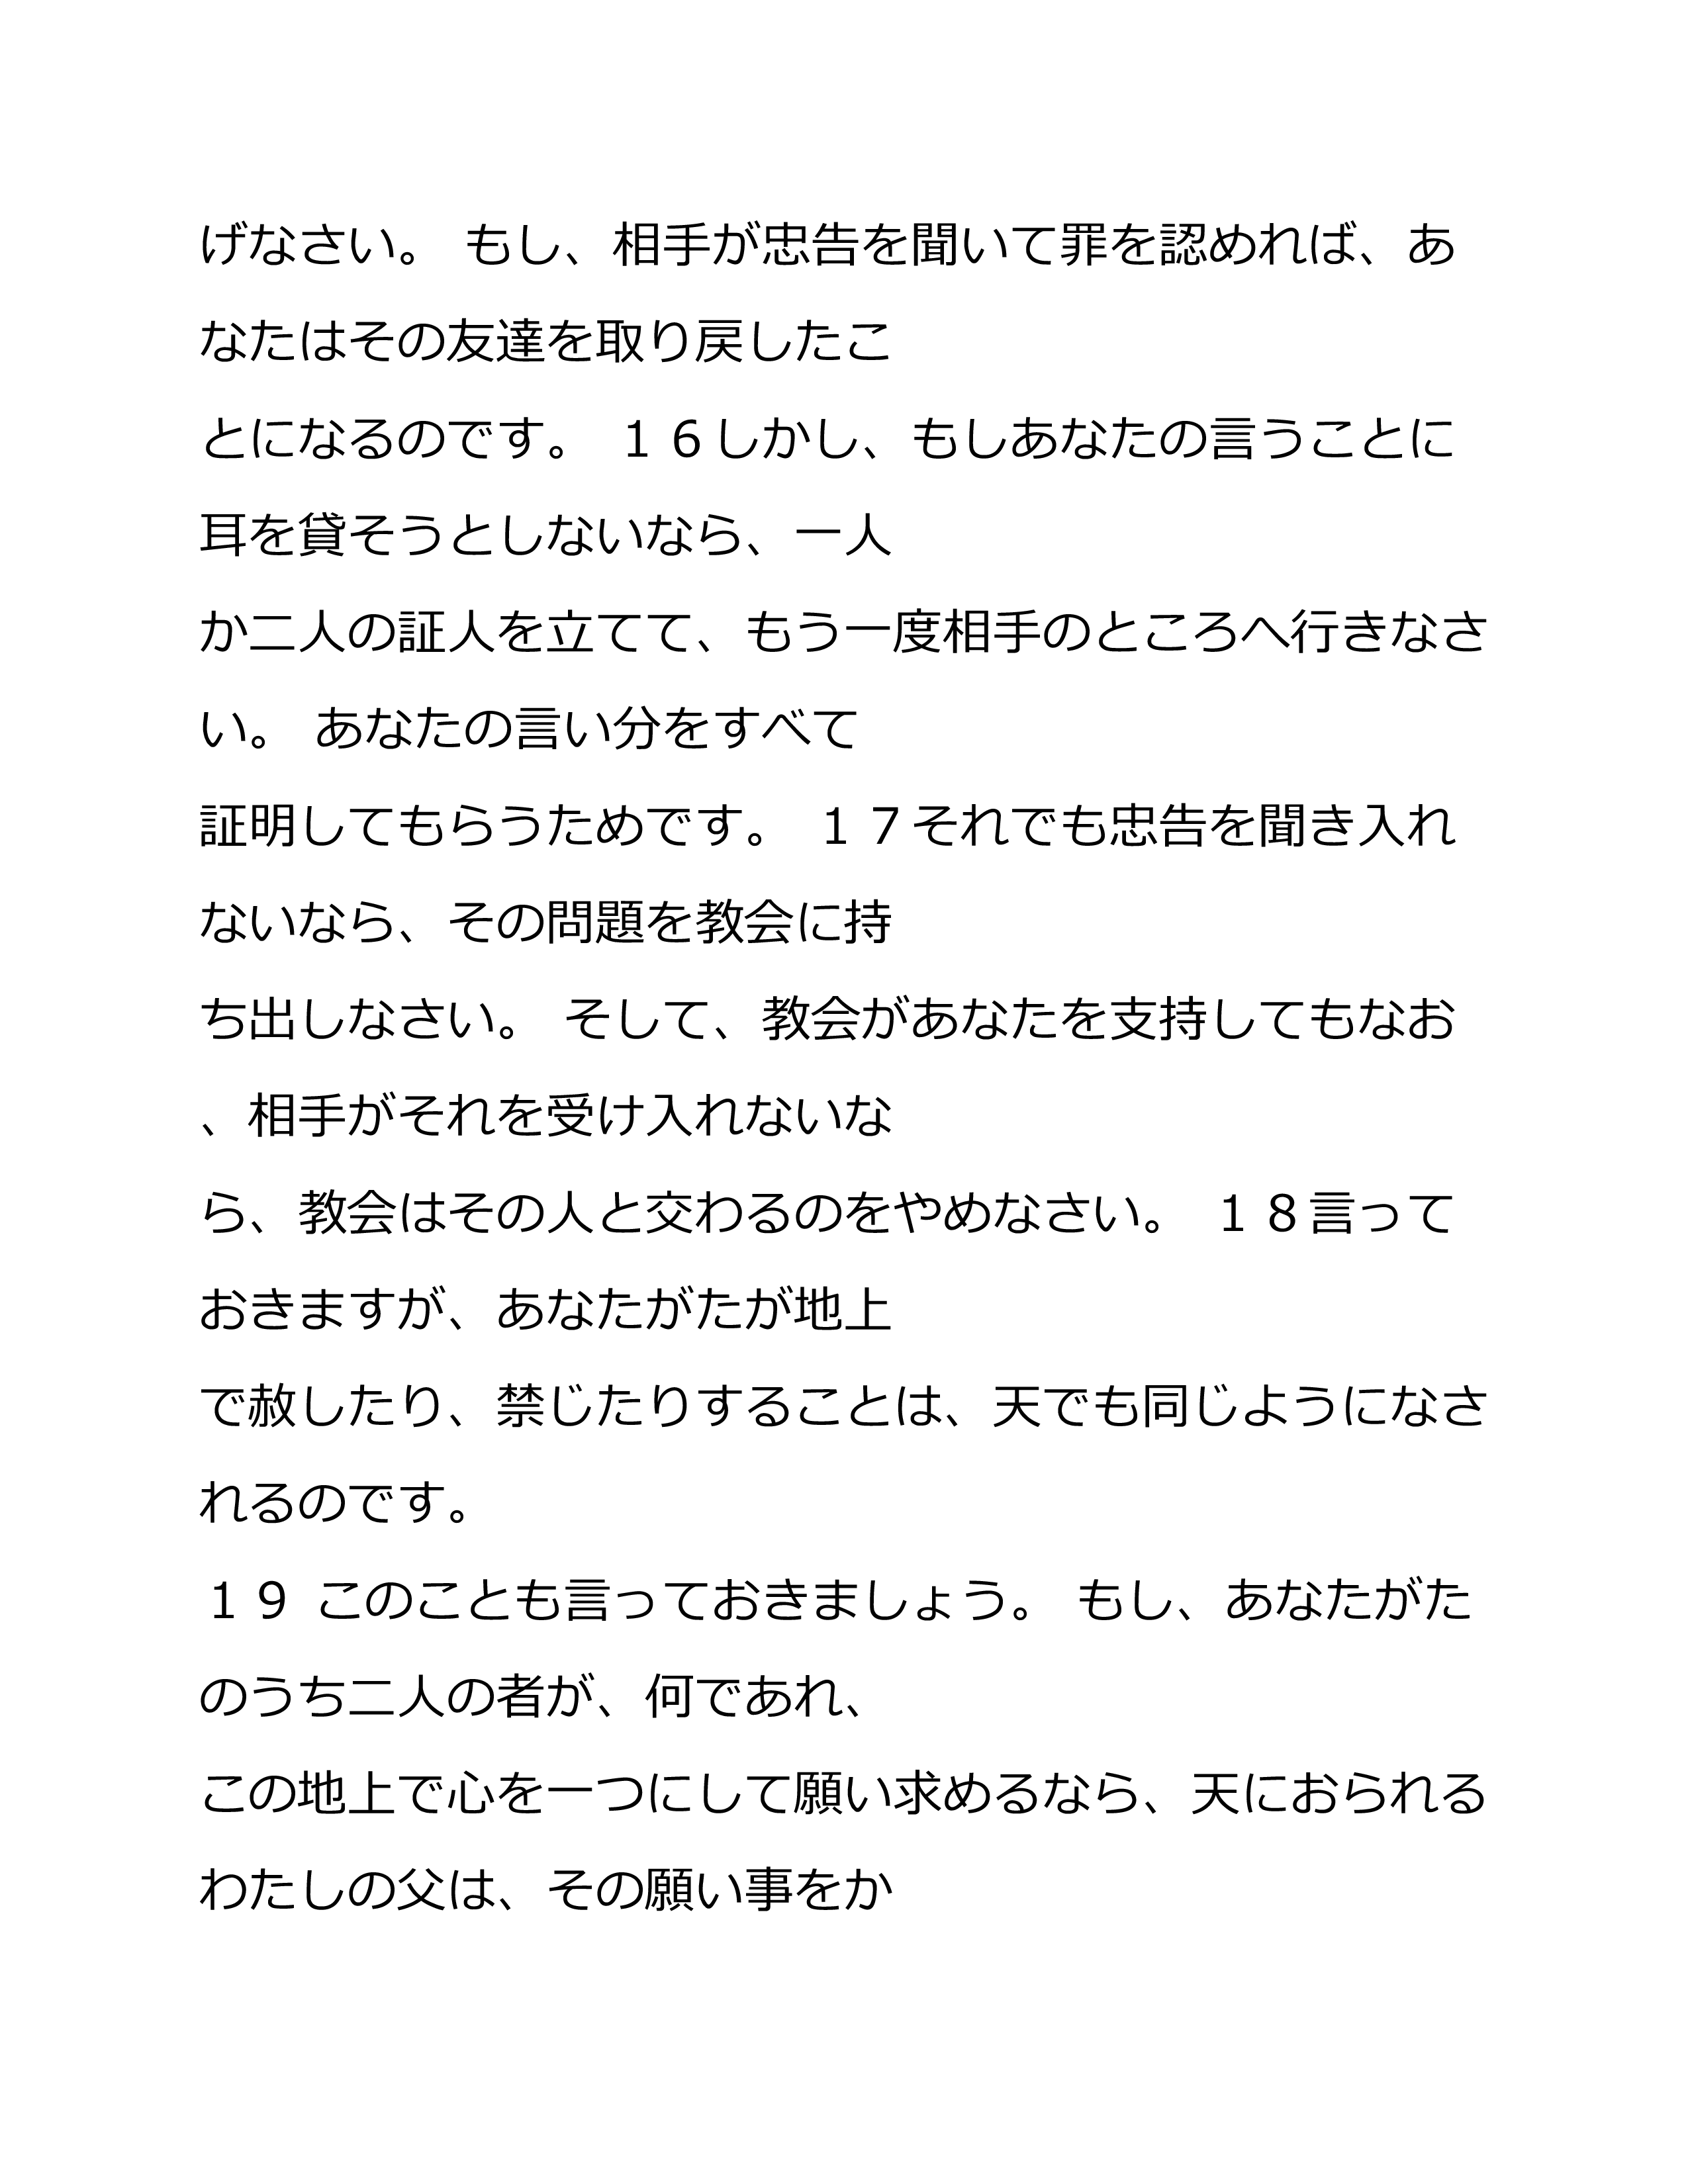 げなさい。 もし、相手が忠告を聞いて罪を認めれば、あ
なたはその友達を取り戻したこ
とになるのです。 １６しかし、もしあなたの言うことに
耳を貸そうとしないなら、一人
か二人の証人を立てて、もう一度相手のところへ行きなさ
い。 あなたの言い分をすべて
証明してもらうためです。 １７それでも忠告を聞き入れ
ないなら、その問題を教会に持
ち出しなさい。 そして、教会があなたを支持してもなお
、相手がそれを受け入れないな
ら、教会はその人と交わるのをやめなさい。 １８言って
おきますが、あなたがたが地上
で赦したり、禁じたりすることは、天でも同じようになさ
れるのです。
１９ このことも言っておきましょう。 もし、あなたがた
のうち二人の者が、何であれ、
この地上で心を一つにして願い求めるなら、天におられる
わたしの父は、その願い事をか